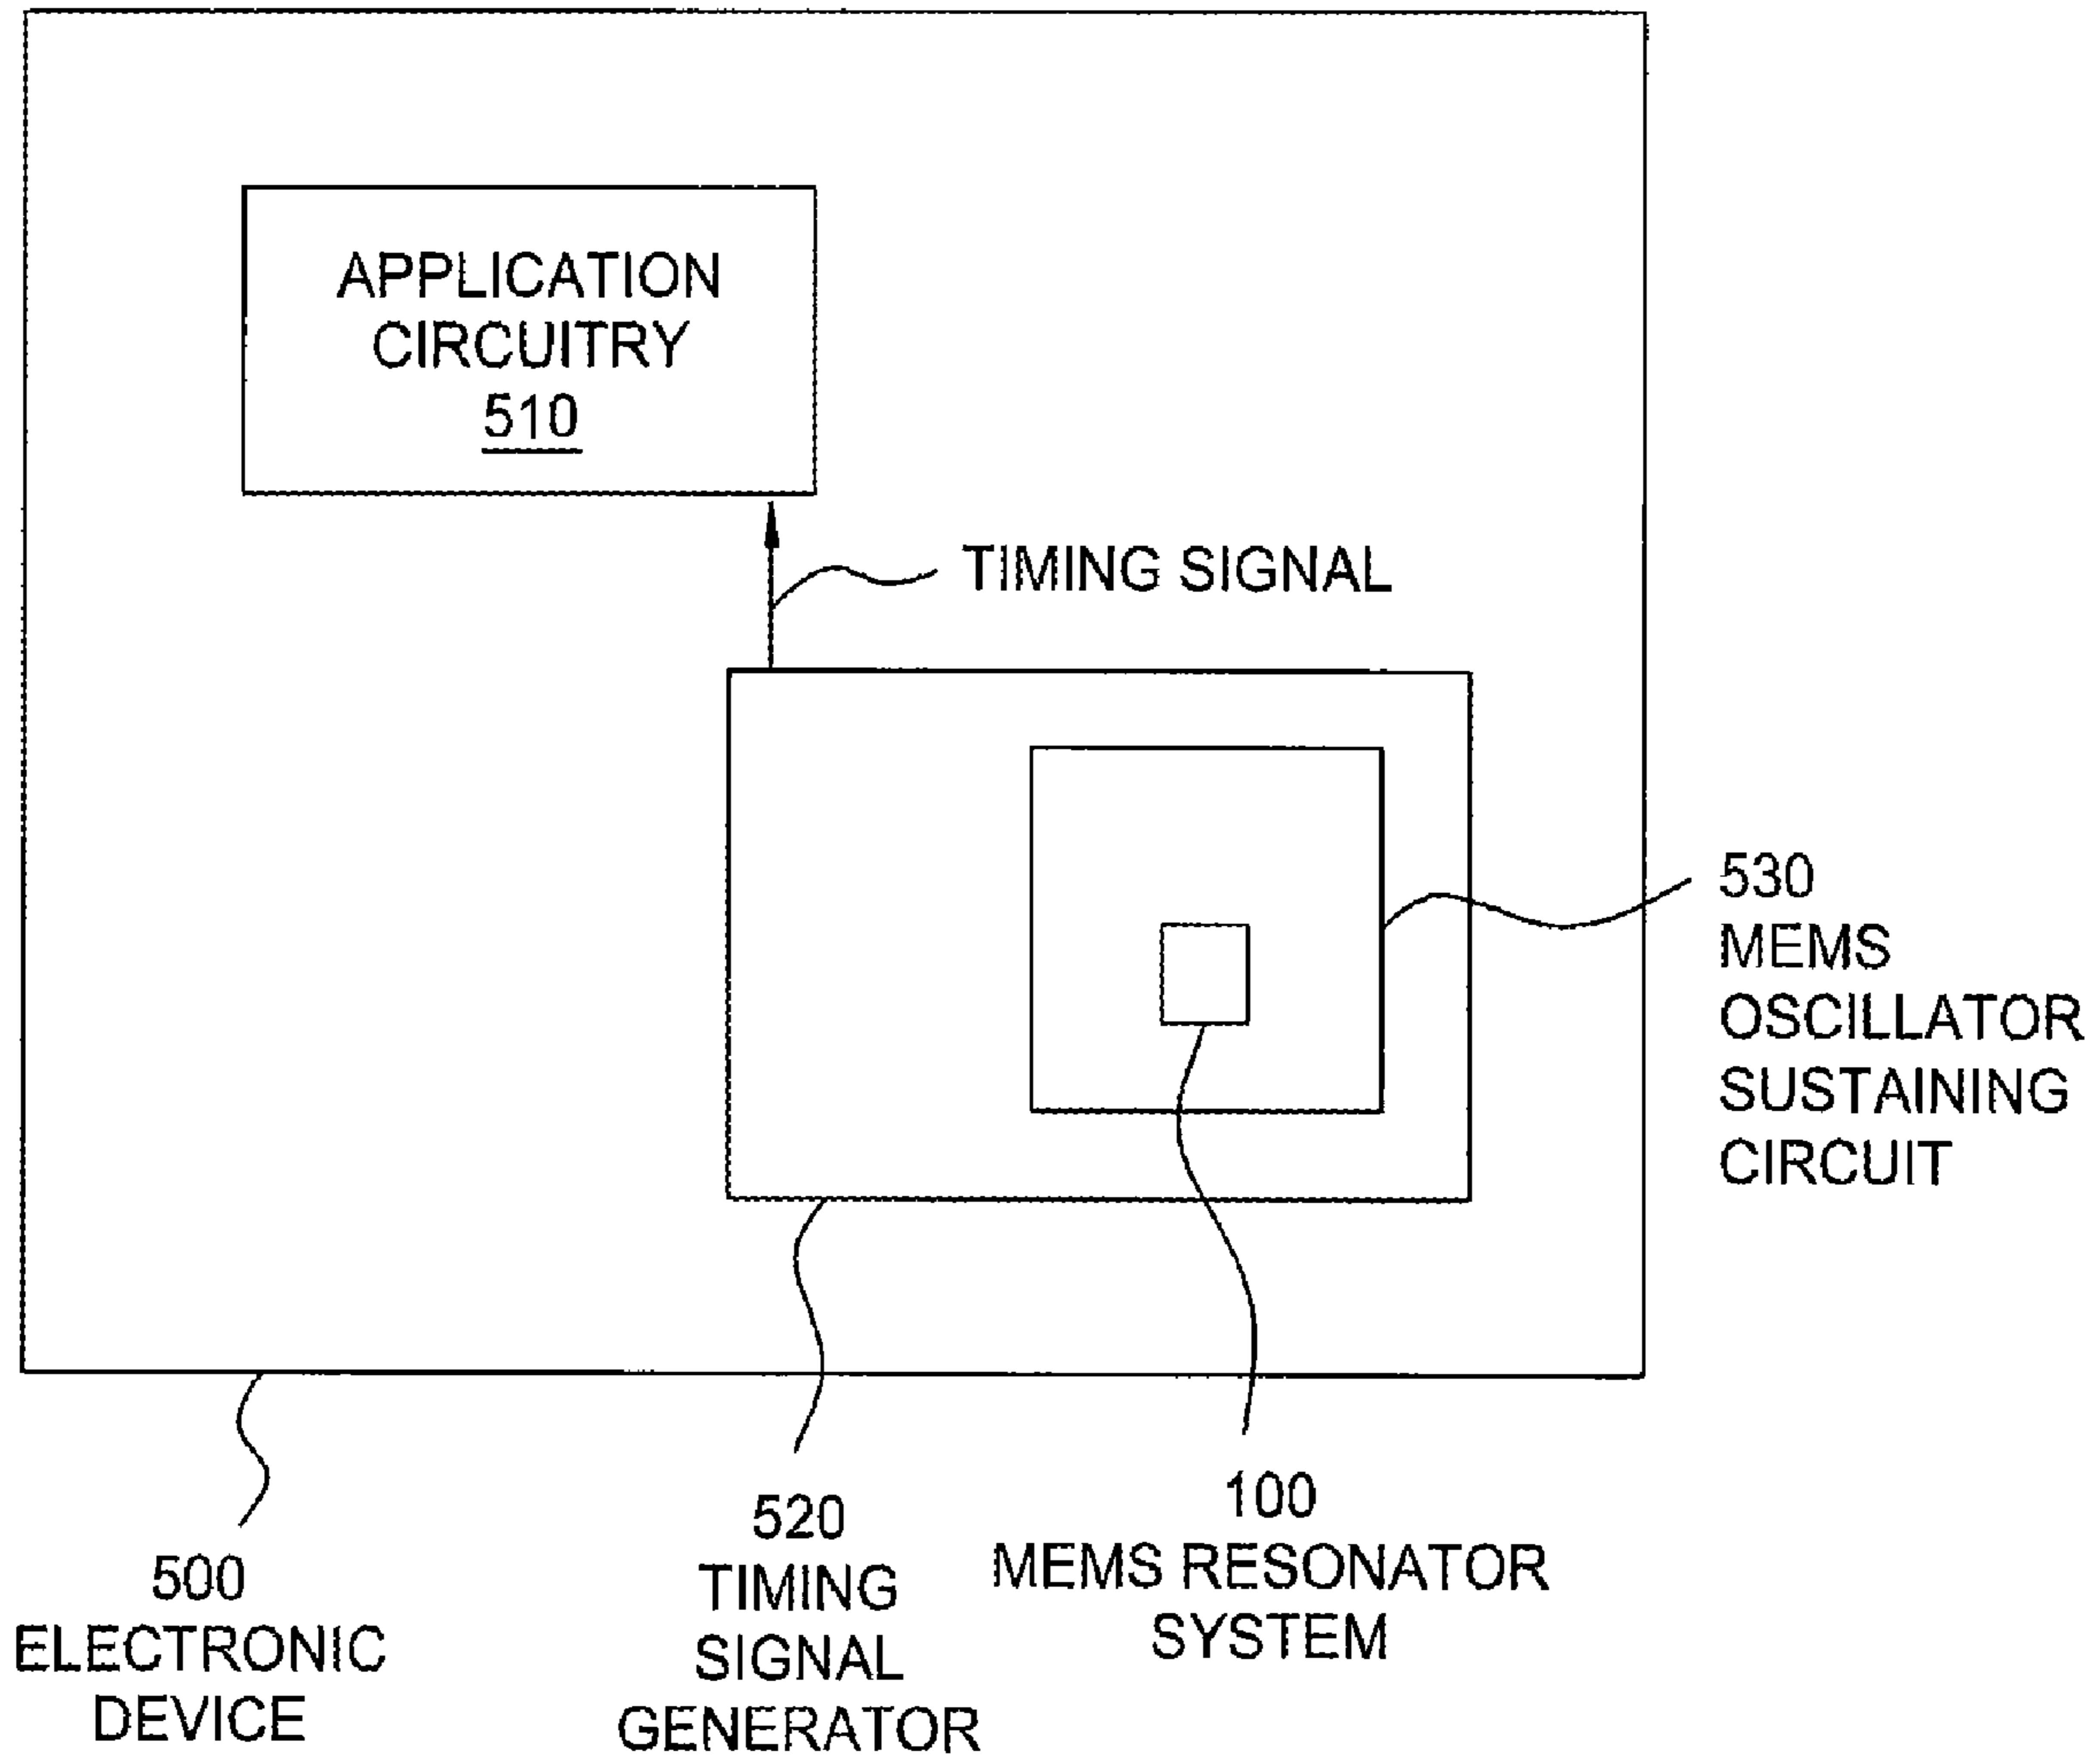 APPLICATION
CIRCUITRY
510
TIMING SIGNAL
530
MEMS
OSCILLATOR
SUSTAINING
CIRCUIT
500
ELECTRONIC
DEVICE
520
TIMING
SIGNAL
GENERATOR
100
MEMS RESONATOR
SYSTEM